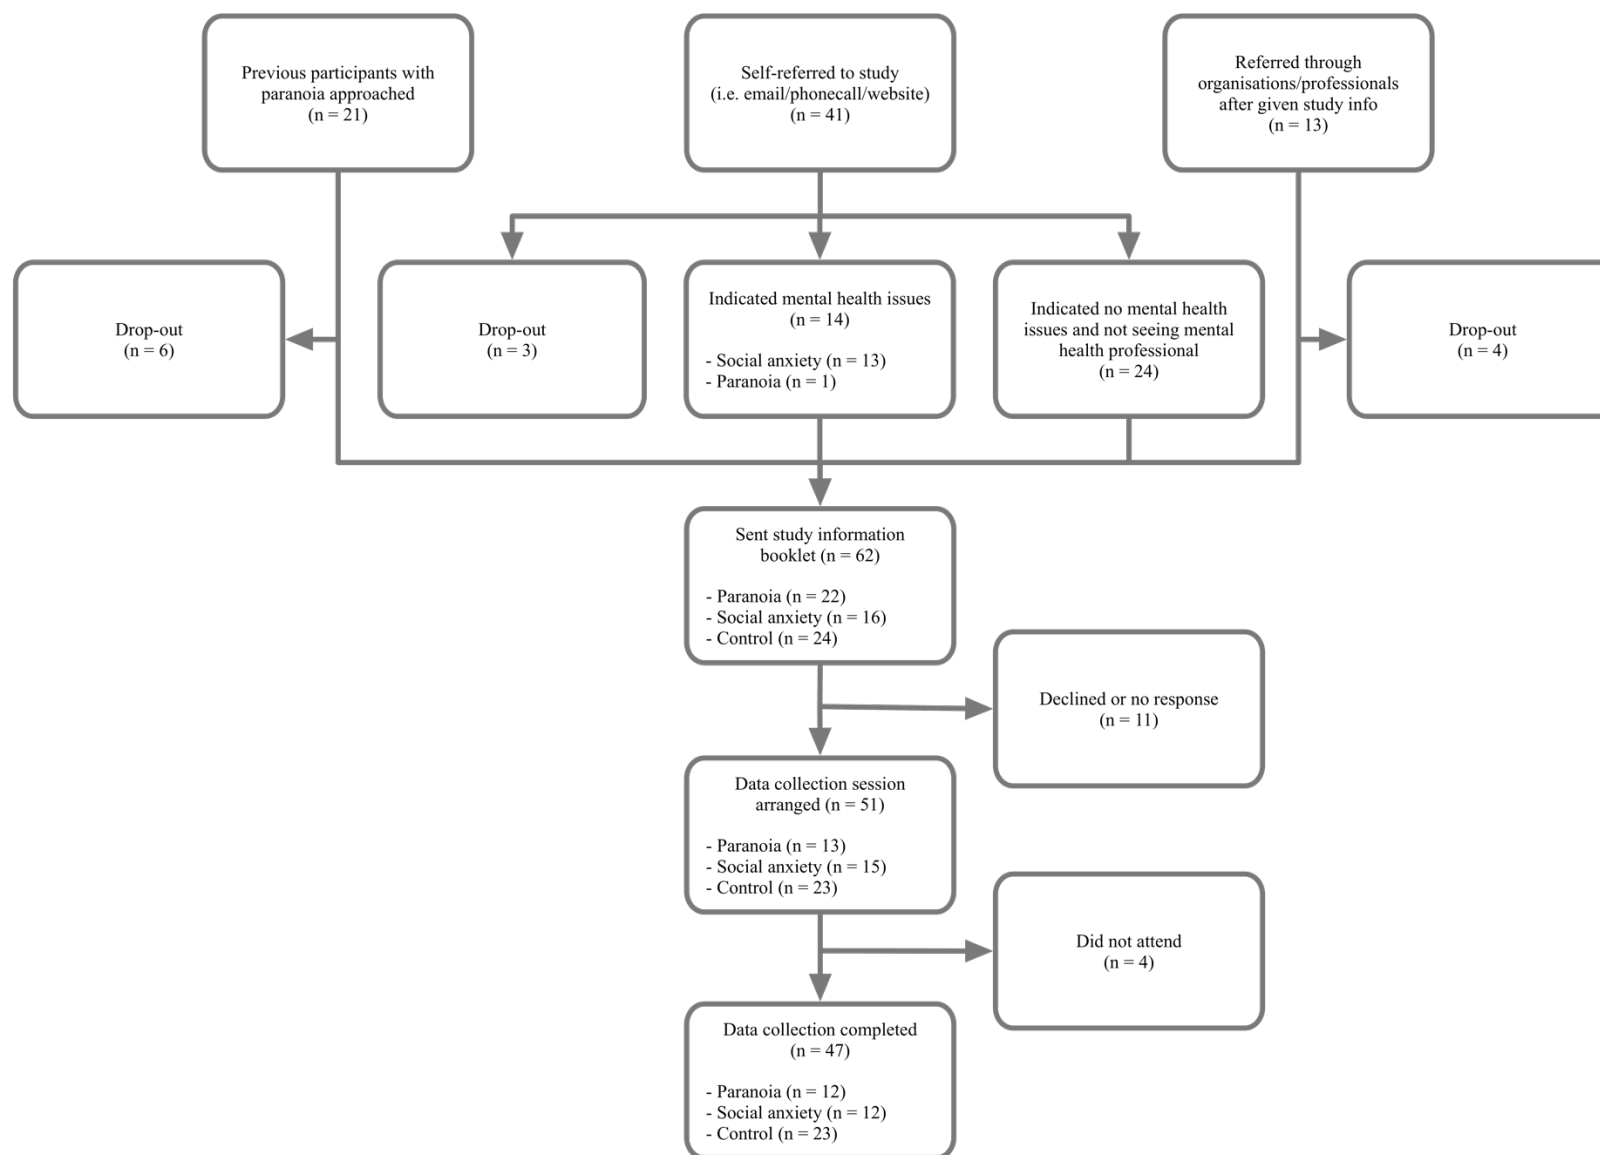 Previous participants with
paranoia approached
(n = 21)
Self-referred to study
(i.e. email/phonecall/website)
(n = 41)
Referred through
organisations/professionals
after given study info
(n = 13)
Drop-out
(n = 6)
Drop-out
(n = 3)
Indicated mental health issues
(n = 14)
- Social anxiety (n = 13)
- Paranoia (n = 1)
Indicated no mental health
issues and not seeing mental
health professional
(n = 24)
Drop-out
(n = 4)
Sent study information
booklet (n = 62)
- Paranoia (n = 22)
- Social anxiety (n = 16)
- Control (n = 24)
Declined or no response
(n = 11)
Data collection session
arranged (n = 51)
- Paranoia (n = 13)
- Social anxiety (n = 15)
- Control (n = 23)
Did not attend
(n = 4)
Data collection completed
(n = 47)
- Paranoia (n = 12)
- Social anxiety (n = 12)
- Control (n = 23)